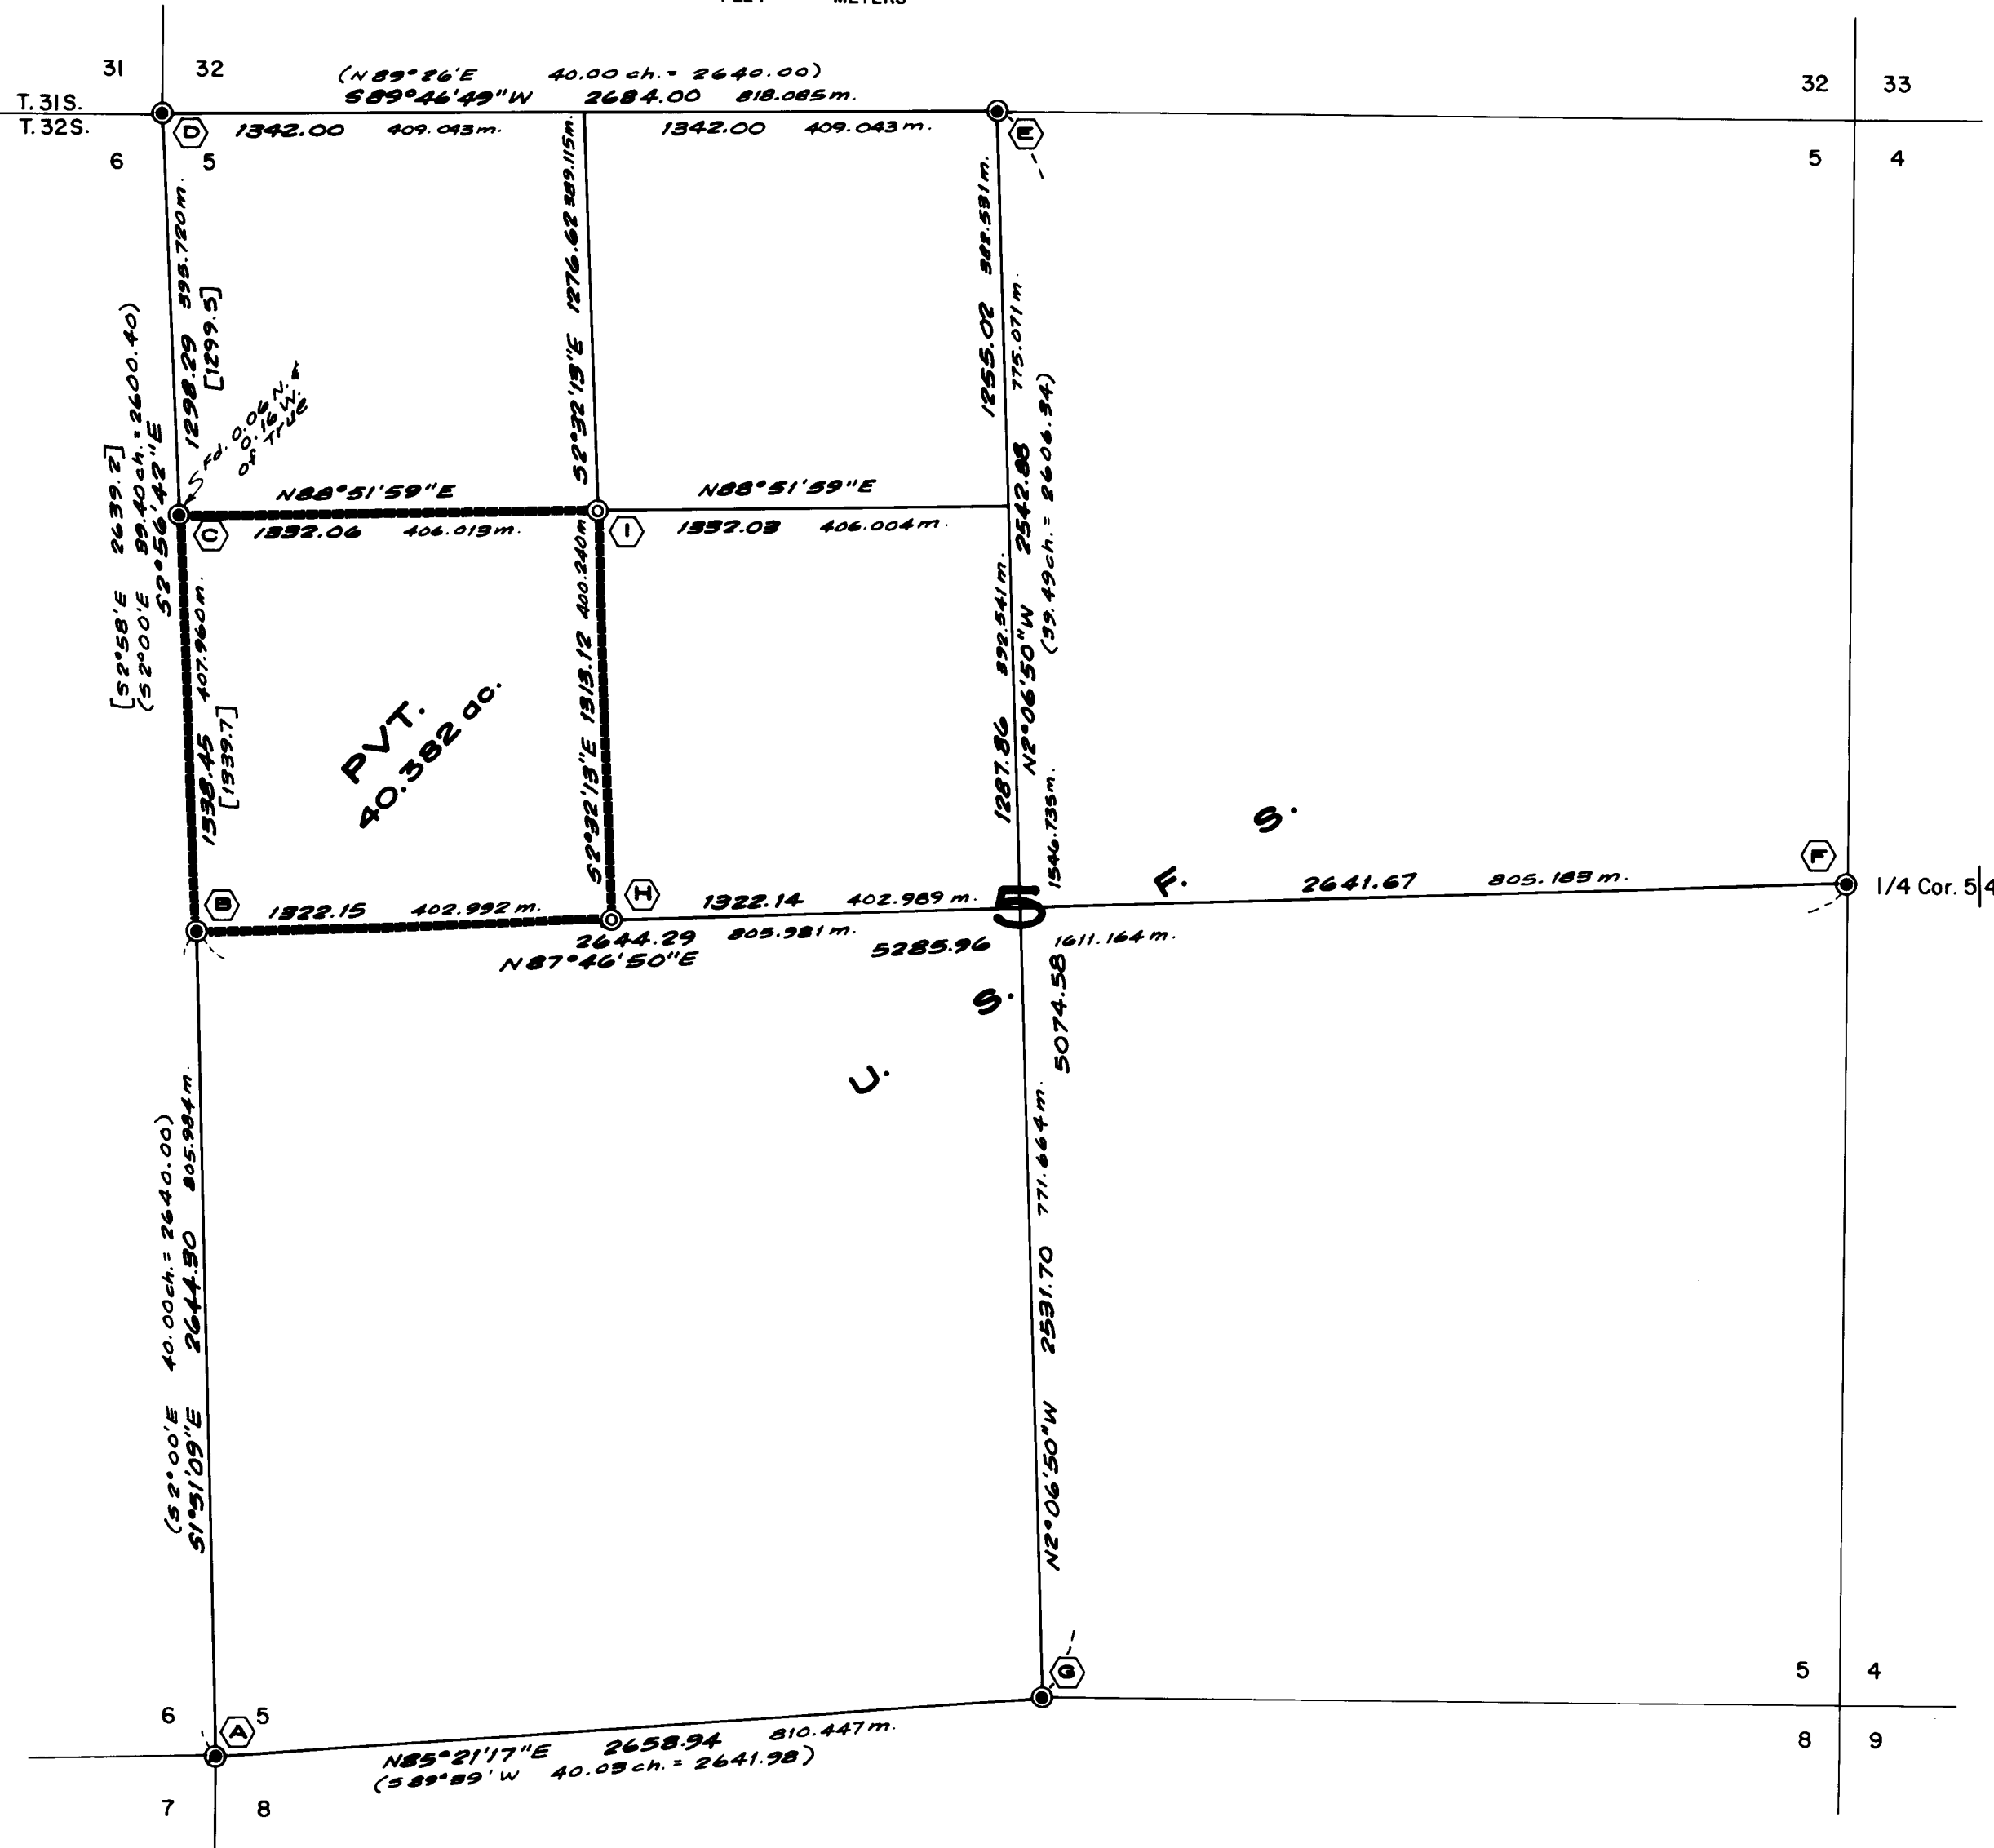 31 32
(N89°26'E 40.00 ch. = 2640.00)
S89°46'49"W 2684.00 818.085m.
32 33
T. 31S.
T. 32S.
D 1342.00 409.043m.
1342.00 409.043m.
E
6 5
5 4
1298.29 395.720m.
[1299.5]
S2°32'13"E 1276.62 389.115m.
1255.02 382.531m.
775.071m.
[S2°58'E 2639.2]
(S2°00'E 39.40ch. = 2600.40)
S2°56'42"E
fd. 0.06 N.
0.16 W.
of True
N88°51'59"E
N88°51'59"E
C 1332.06 406.013m.
I 1332.03 406.004m.
N2°06'50"W 2542.88
(39.49ch. = 2606.34)
1338.45 407.960m.
[1339.7]
PVT.
40.382 ac.
S2°32'13"E 1313.12 400.240m
1287.86 392.541m.
1546.735m.
U. S. F. S.
B 1322.15 402.992m.
H 1322.14 402.989m.
5
2641.67 805.183m.
F
1/4 Cor. 5|4
2644.29 805.981m.
N87°46'50"E
5285.96 1611.164m.
5074.58
(S2°00'E 40.00ch. = 2640.00)
S1°51'09"E 2644.30 805.984m.
N2°06'50"W 2531.70 771.664m.
G
5 4
6 5
A
N85°21'17"E 2658.94 810.447m.
(S89°39'W 40.03ch. = 2641.98)
8 9
7 8